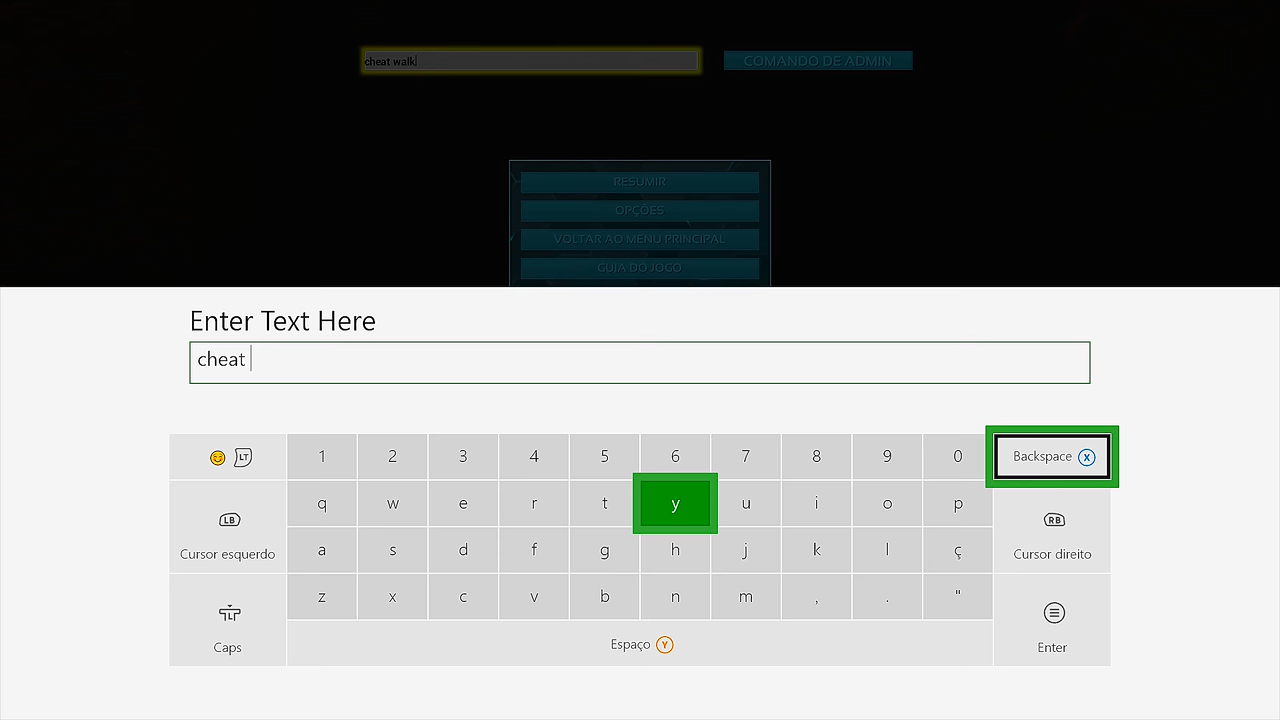 cheat walk
COMANDO DE ADMIN
RESUMIR
OPÇÕES
VOLTAR AO MENU PRINCIPAL
GUIA DO JOGO
Enter Text Here
cheat
LT 1 2 3 4 5 6 7 8 9 0 Backspace X
q w e r t y u i o p
LB RB
Cursor esquerdo Cursor direito
a s d f g h j k l ç
z x c v b n m , . "
LT
Caps Enter
Espaço Y